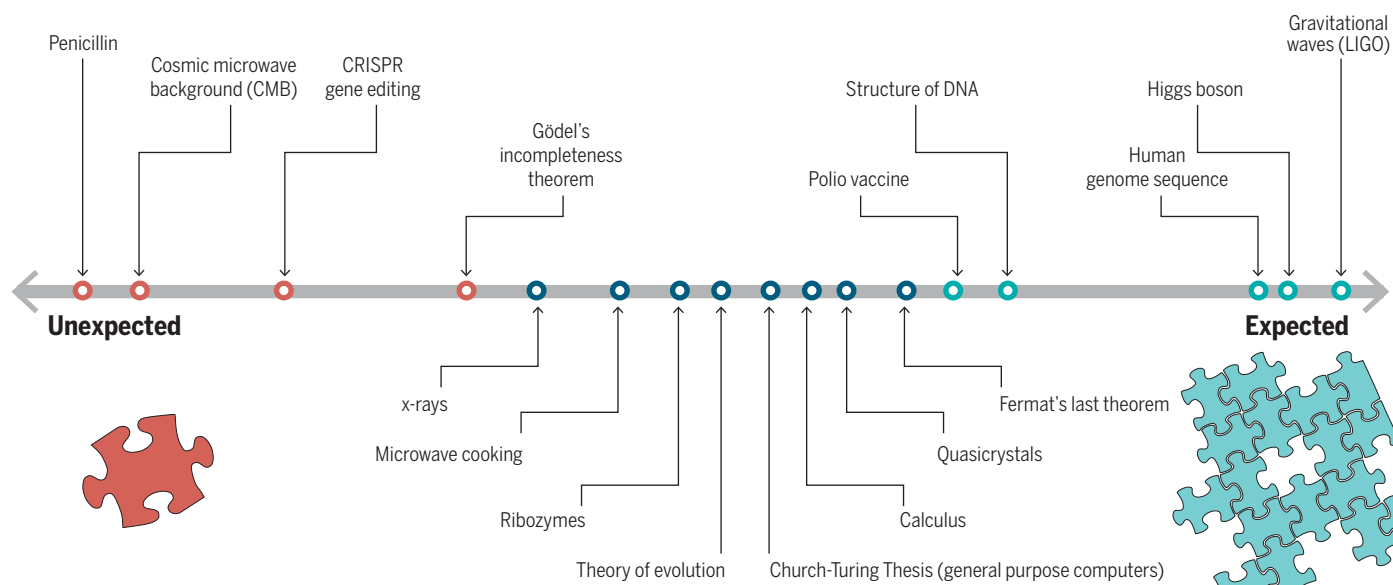 Penicillin
Cosmic microwave
background (CMB)
CRISPR
gene editing
Gödel's
incompleteness
theorem
Structure of DNA
Polio vaccine
Higgs boson
Human
genome sequence
Gravitational
waves (LIGO)
Unexpected
Expected
x-rays
Microwave cooking
Ribozymes
Theory of evolution
Church-Turing Thesis (general purpose computers)
Calculus
Quasicrystals
Fermat's last theorem